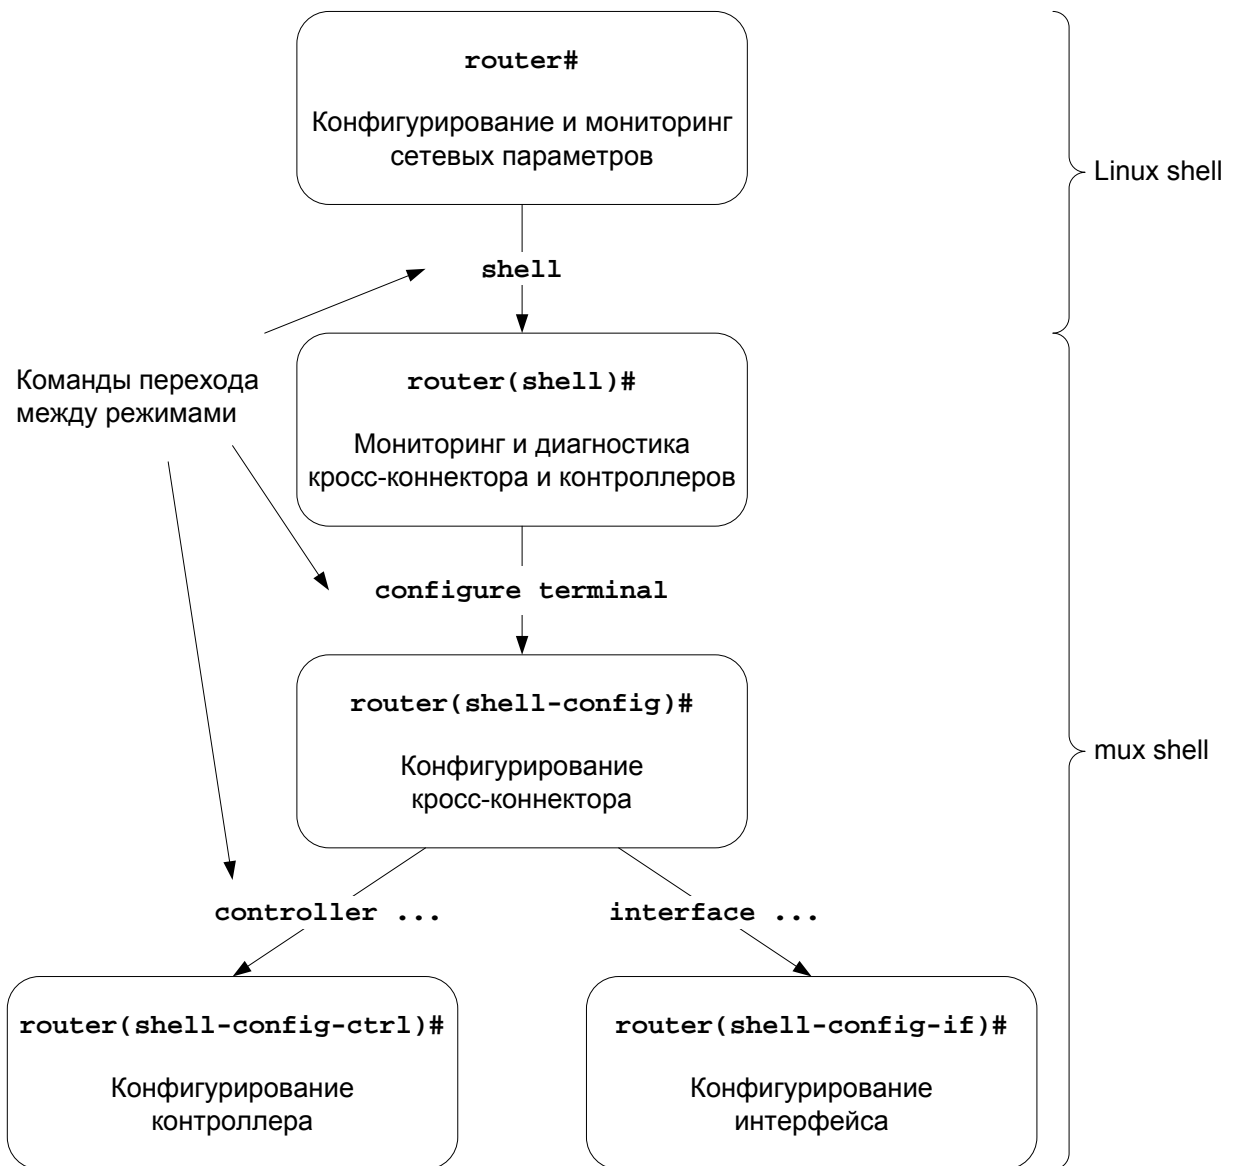 router#
Конфигурирование и мониторинг
сетевых параметров
Linux shell
shell
Команды перехода
между режимами
router(shell)#
Мониторинг и диагностика
кросс-коннектора и контроллеров
configure terminal
router(shell-config)#
Конфигурирование
кросс-коннектора
mux shell
controller ...
interface ...
router(shell-config-ctrl)#
Конфигурирование
контроллера
router(shell-config-if)#
Конфигурирование
интерфейса